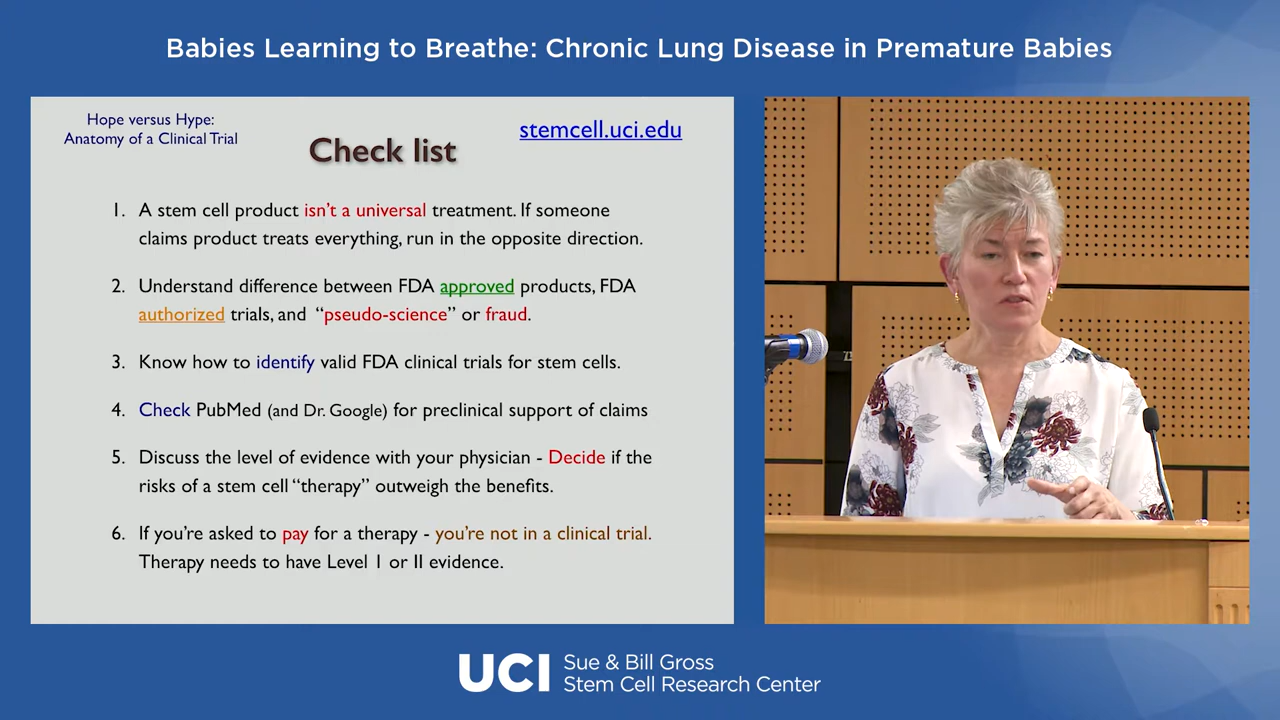 Babies Learning to Breathe: Chronic Lung Disease in Premature Babies
Hope versus Hype:
Anatomy of a Clinical Trial
Check list
stemcell.uci.edu
1. A stem cell product isn't a universal treatment. If someone
claims product treats everything, run in the opposite direction.
2. Understand difference between FDA approved products, FDA
authorized trials, and “pseudo-science” or fraud.
3. Know how to identify valid FDA clinical trials for stem cells.
4. Check PubMed (and Dr. Google) for preclinical support of claims
5. Discuss the level of evidence with your physician - Decide if the
risks of a stem cell “therapy” outweigh the benefits.
6. If you're asked to pay for a therapy - you're not in a clinical trial.
Therapy needs to have Level I or II evidence.
UCI
Sue & Bill Gross
Stem Cell Research Center